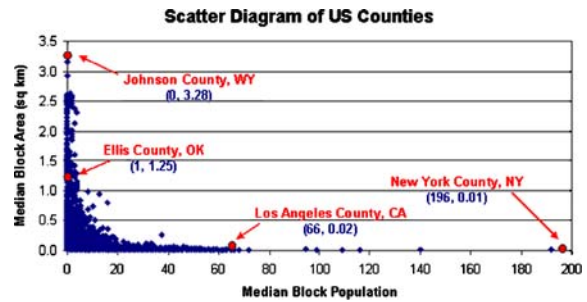 Scatter Diagram of US Counties
Median Block Area (sq km)
3.5
3.0
2.5
2.0
1.5
1.0
0.5
0.0
Johnson County, WY
(0, 3.28)
Ellis County, OK
(1, 1.25)
New York County, NY
(196, 0.01)
Los Angeles County, CA
(66, 0.02)
0 20 40 60 80 100 120 140 160 180 200
Median Block Population